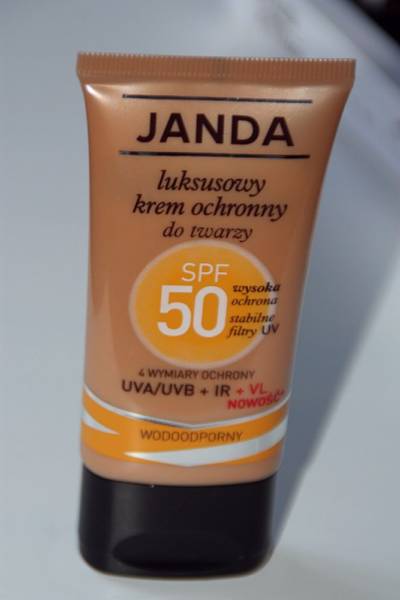 JANDA
luksusowy
krem ochronny
do twarzy
SPF
50
wysoka
ochrona
stabilne
filtry UV
4 WYMIARY OCHRONY
UVA/UVB + IR + VL
NOWOŚĆ
WODOODPORNY